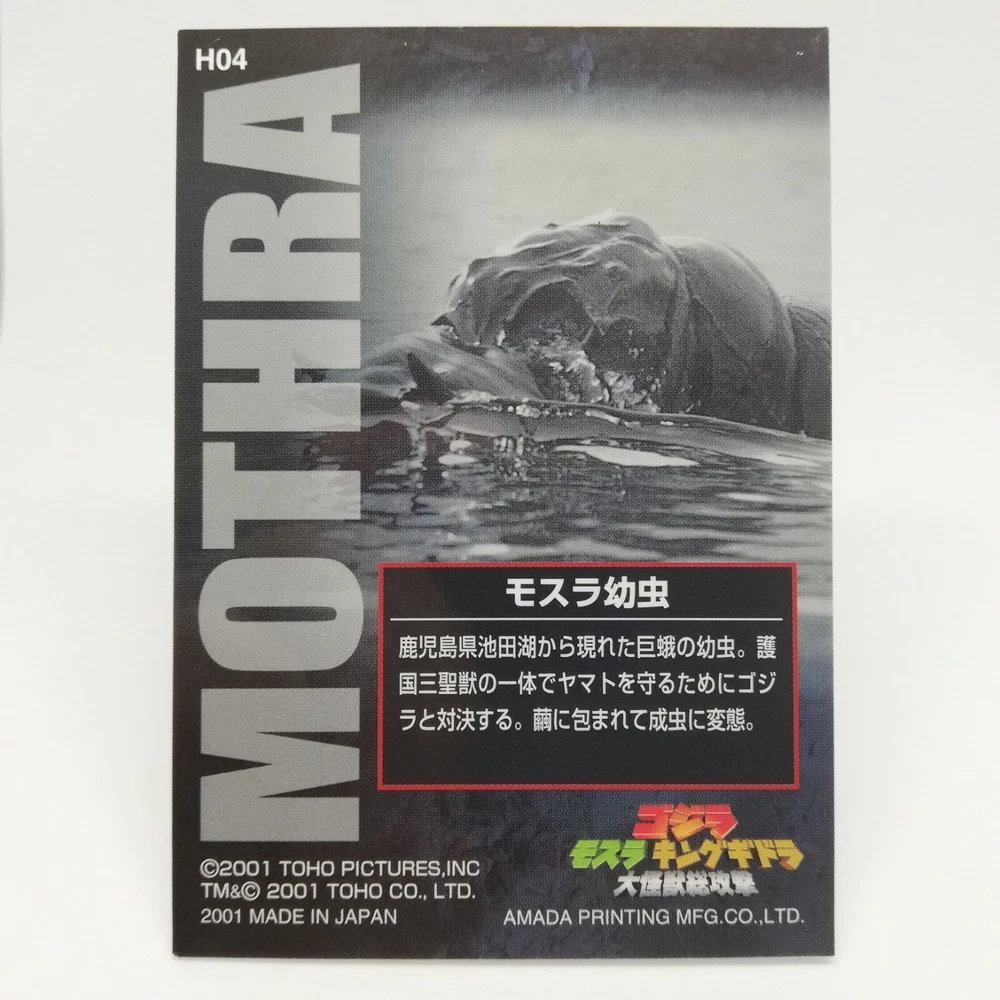 H04
MOTHRA
モスラ幼虫
鹿児島県池田湖から現れた巨蛾の幼虫。護
国三聖獣の一体でヤマトを守るためにゴジ
ラと対決する。繭に包まれて成虫に変態。
ゴジラ
モスラ キングギドラ
大怪獣総攻撃
©2001 TOHO PICTURES,INC
TM&© 2001 TOHO CO., LTD.
2001 MADE IN JAPAN
AMADA PRINTING MFG.CO.,LTD.